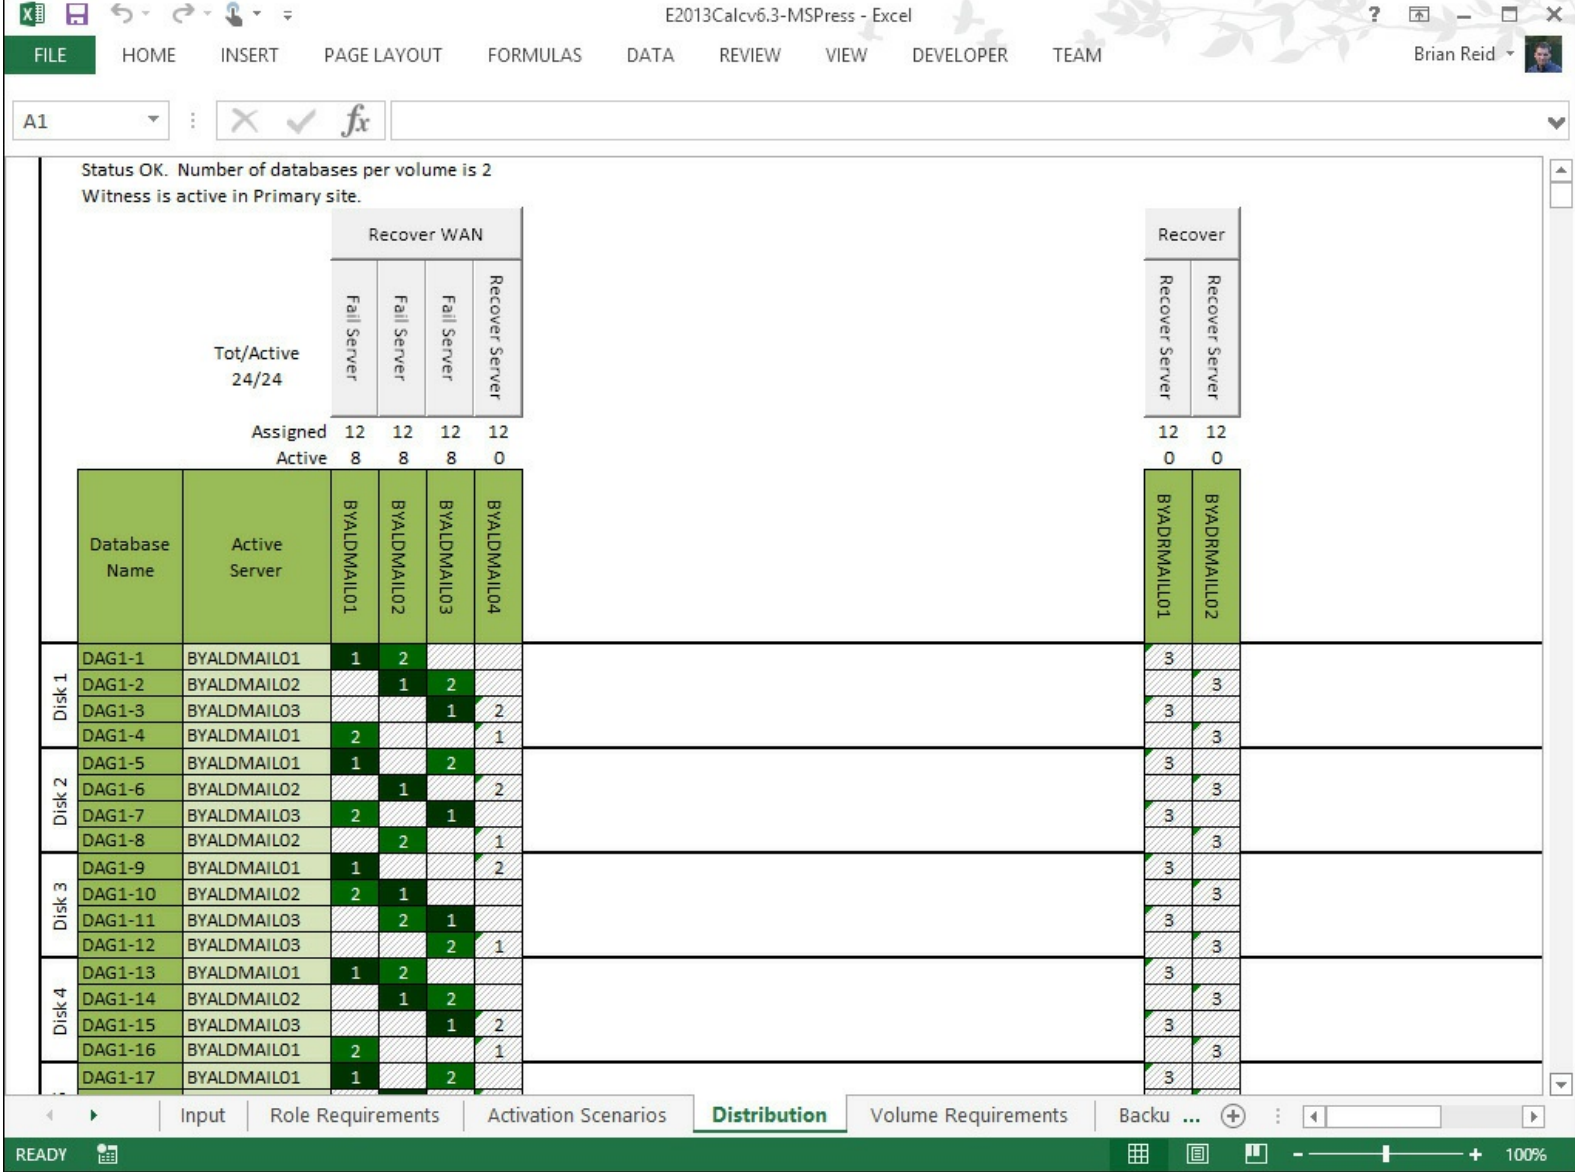 E2013Calcv6.3-MSPress - Excel
?
FILE HOME INSERT PAGE LAYOUT FORMULAS DATA REVIEW VIEW DEVELOPER TEAM Brian Reid
A1 fx
Status OK. Number of databases per volume is 2
Witness is active in Primary site.
Recover WAN Recover
Fail Server Fail Server Fail Server Recover Server Recover Server Recover Server
Tot/Active
24/24
Assigned 12 12 12 12 12 12
Active 8 8 8 0 0 0
Database Name Active Server BYALDMAIL01 BYALDMAIL02 BYALDMAIL03 BYALDMAIL04 BYADRMAILL01 BYADRMAILL02
Disk 1
DAG1-1 BYALDMAIL01 1 2 3
DAG1-2 BYALDMAIL02 1 2 3
DAG1-3 BYALDMAIL03 1 2 3
DAG1-4 BYALDMAIL01 2 1 3
Disk 2
DAG1-5 BYALDMAIL01 1 2 3
DAG1-6 BYALDMAIL02 1 2 3
DAG1-7 BYALDMAIL03 2 1 3
DAG1-8 BYALDMAIL02 2 1 3
Disk 3
DAG1-9 BYALDMAIL01 1 2 3
DAG1-10 BYALDMAIL02 2 1 3
DAG1-11 BYALDMAIL03 2 1 3
DAG1-12 BYALDMAIL03 2 1 3
Disk 4
DAG1-13 BYALDMAIL01 1 2 3
DAG1-14 BYALDMAIL02 1 2 3
DAG1-15 BYALDMAIL03 1 2 3
DAG1-16 BYALDMAIL01 2 1 3
DAG1-17 BYALDMAIL01 1 2 3
Input Role Requirements Activation Scenarios Distribution Volume Requirements Backu ...
READY 100%